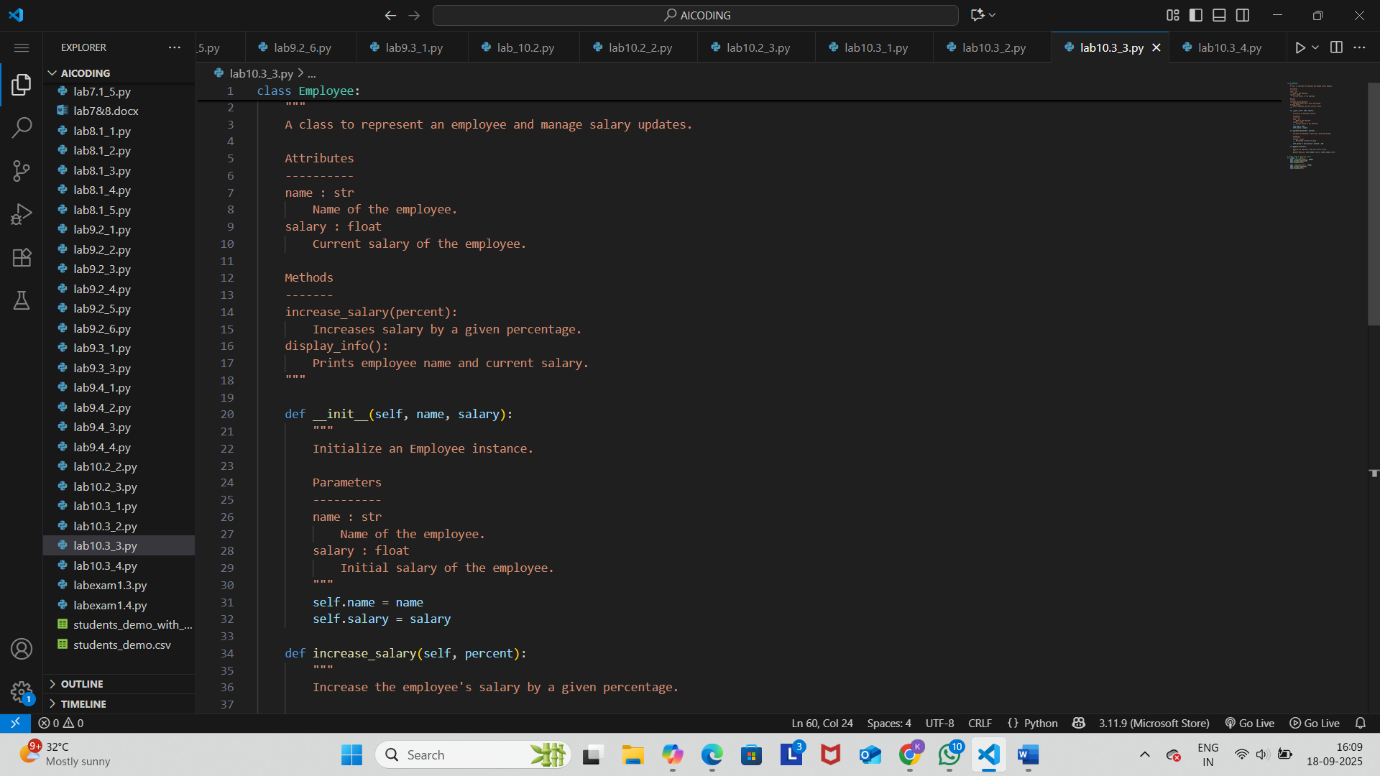 AICODING
EXPLORER
_5.py
lab9.2_6.py
lab9.3_1.py
lab_10.2.py
lab10.2_2.py
lab10.2_3.py
lab10.3_1.py
lab10.3_2.py
lab10.3_3.py
lab10.3_4.py
AICODING
lab7.1_5.py
lab7&8.docx
lab8.1_1.py
lab8.1_2.py
lab8.1_3.py
lab8.1_4.py
lab8.1_5.py
lab9.2_1.py
lab9.2_2.py
lab9.2_3.py
lab9.2_4.py
lab9.2_5.py
lab9.2_6.py
lab9.3_1.py
lab9.3_3.py
lab9.4_1.py
lab9.4_2.py
lab9.4_3.py
lab9.4_4.py
lab10.2_2.py
lab10.2_3.py
lab10.3_1.py
lab10.3_2.py
lab10.3_3.py
lab10.3_4.py
labexam1.3.py
labexam1.4.py
students_demo_with_...
students_demo.csv
OUTLINE
TIMELINE
lab10.3_3.py > ...
1 class Employee:
2 """
3 A class to represent an employee and manage salary updates.
4
5 Attributes
6 ----------
7 name : str
8 Name of the employee.
9 salary : float
10 Current salary of the employee.
11
12 Methods
13 -------
14 increase_salary(percent):
15 Increases salary by a given percentage.
16 display_info():
17 Prints employee name and current salary.
18 """
19
20 def __init__(self, name, salary):
21 """
22 Initialize an Employee instance.
23
24 Parameters
25 ----------
26 name : str
27 Name of the employee.
28 salary : float
29 Initial salary of the employee.
30 """
31 self.name = name
32 self.salary = salary
33
34 def increase_salary(self, percent):
35 """
36 Increase the employee's salary by a given percentage.
37
1
0 0
Ln 60, Col 24
Spaces: 4
UTF-8
CRLF
{} Python
3.11.9 (Microsoft Store)
Go Live
Go Live
9+
32°C
Mostly sunny
Search
L
3
K
10
W
ENG
IN
16:09
18-09-2025